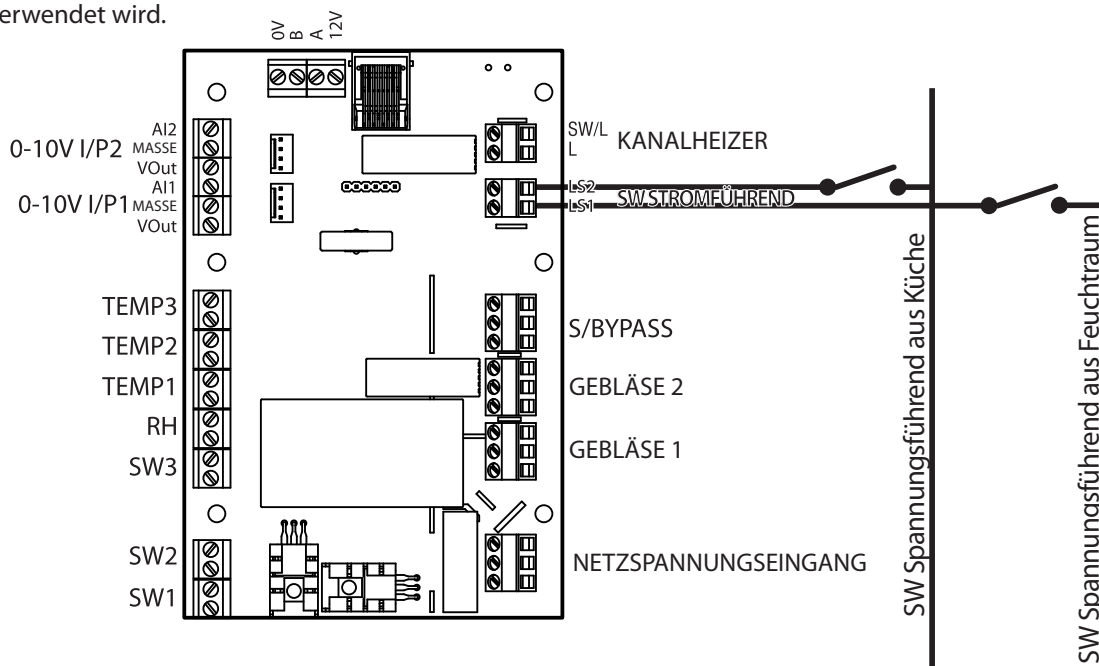 erwendet wird.
0V
B
A
12V
AI2
0-10V I/P2 MASSE
VOut
AI1
0-10V I/P1 MASSE
VOut
TEMP3
TEMP2
TEMP1
RH
SW3
SW2
SW1
SW/L
L
KANALHEIZER
LS2
LS1
SW STROMFÜHREND
S/BYPASS
GEBLÄSE 2
GEBLÄSE 1
NETZSPANNUNGSEINGANG
SW Spannungsführend aus Küche
SW Spannungsführend aus Feuchtraum